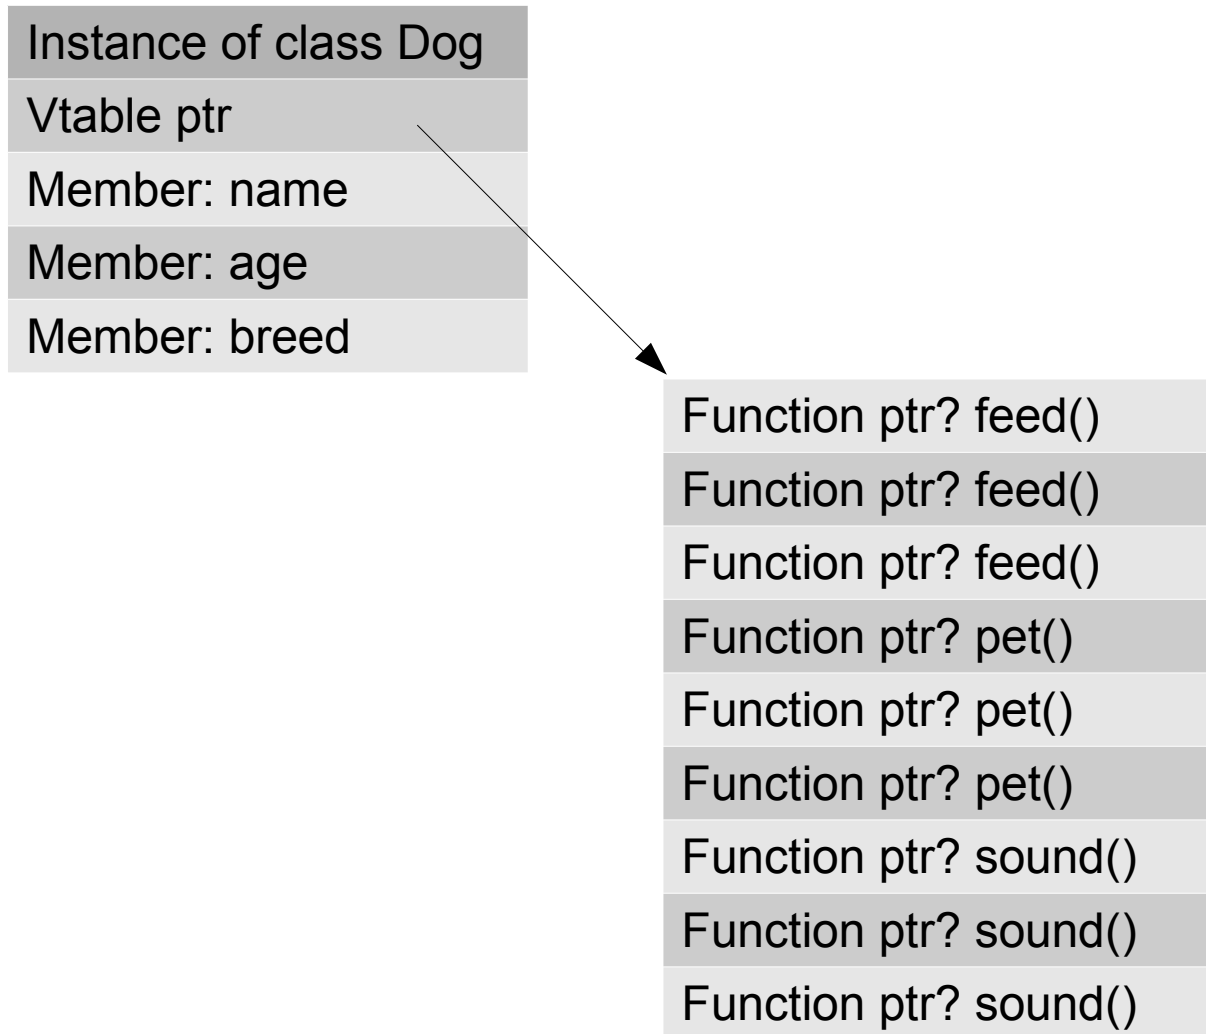 Instance of class Dog
Vtable ptr
Member: name
Member: age
Member: breed
Function ptr? feed()
Function ptr? feed()
Function ptr? feed()
Function ptr? pet()
Function ptr? pet()
Function ptr? pet()
Function ptr? sound()
Function ptr? sound()
Function ptr? sound()